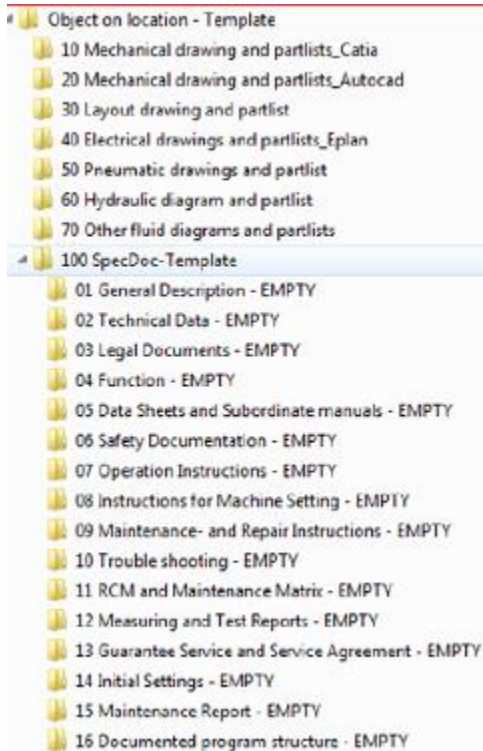 Object on location - Template
10 Mechanical drawing and partlists_Catia
20 Mechanical drawing and partlists_Autocad
30 Layout drawing and partlist
40 Electrical drawings and partlists_Eplan
50 Pneumatic drawings and partlist
60 Hydraulic diagram and partlist
70 Other fluid diagrams and partlists
100 SpecDoc-Template
01 General Description - EMPTY
02 Technical Data - EMPTY
03 Legal Documents - EMPTY
04 Function - EMPTY
05 Data Sheets and Subordinate manuals - EMPTY
06 Safety Documentation - EMPTY
07 Operation Instructions - EMPTY
08 Instructions for Machine Setting - EMPTY
09 Maintenance- and Repair Instructions - EMPTY
10 Trouble shooting - EMPTY
11 RCM and Maintenance Matrix - EMPTY
12 Measuring and Test Reports - EMPTY
13 Guarantee Service and Service Agreement - EMPTY
14 Initial Settings - EMPTY
15 Maintenance Report - EMPTY
16 Documented program structure - EMPTY